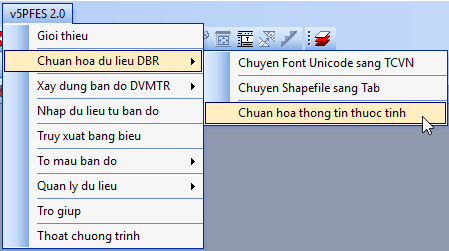 v5PFES 2.0
Gioi thieu
Chuan hoa du lieu DBR
Xay dung ban do DVMTR
Nhap du lieu tu ban do
Truy xuat bang bieu
To mau ban do
Quan ly du lieu
Tro giup
Thoat chuong trinh
Chuyen Font Unicode sang TCVN
Chuyen Shapefile sang Tab
Chuan hoa thong tin thuoc tinh